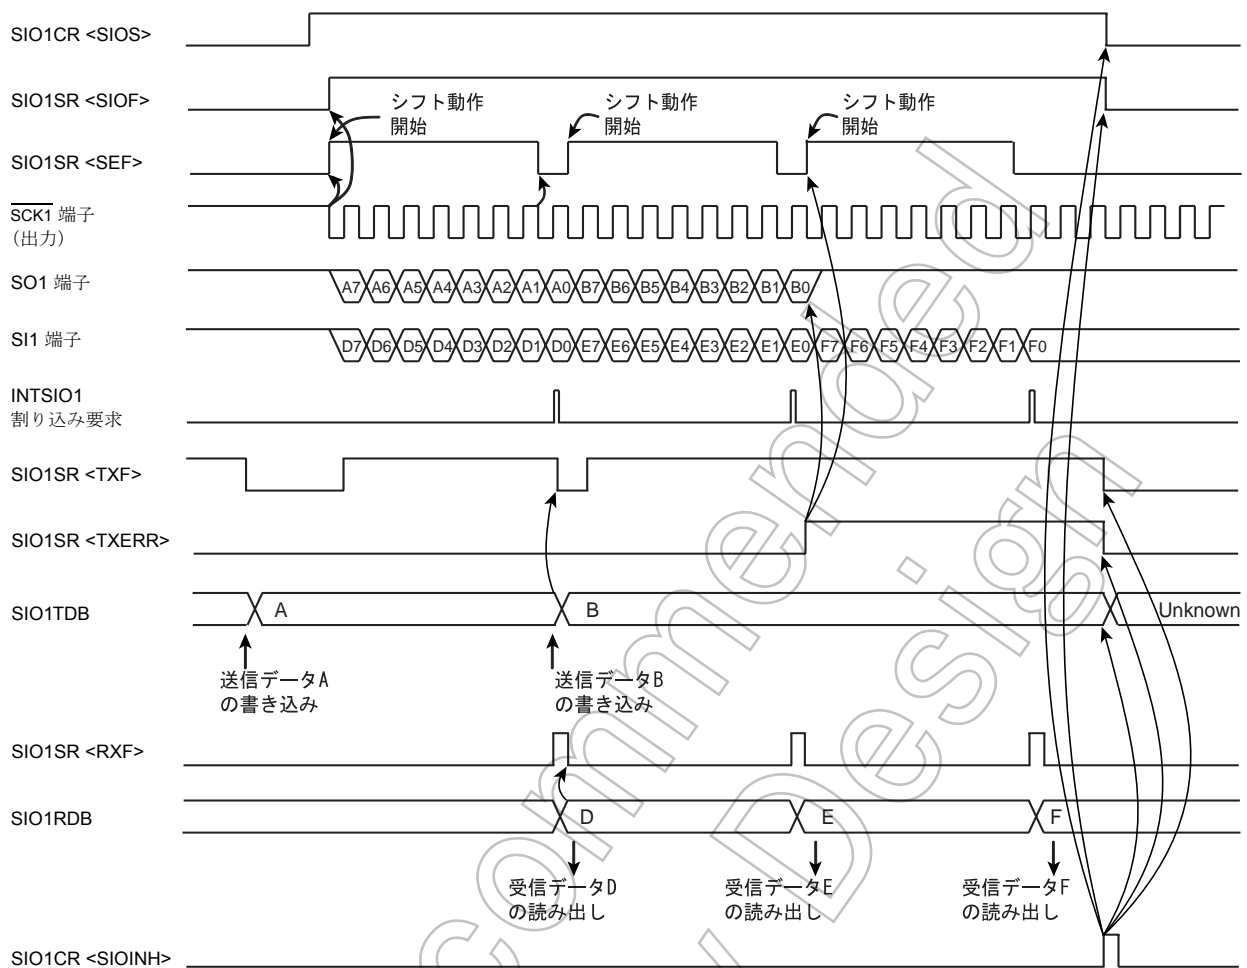 SIO1CR <SIOS>
SIO1SR <SIOF>
シフト動作
開始
シフト動作
開始
シフト動作
開始
SIO1SR <SEF>
SCK1 端子
（出力）
SO1 端子
A7 A6 A5 A4 A3 A2 A1 A0 B7 B6 B5 B4 B3 B2 B1 B0
SI1 端子
D7 D6 D5 D4 D3 D2 D1 D0 E7 E6 E5 E4 E3 E2 E1 E0 F7 F6 F5 F4 F3 F2 F1 F0
INTSIO1
割り込み要求
SIO1SR <TXF>
SIO1SR <TXERR>
SIO1TDB
A
B
Unknown
送信データA
の書き込み
送信データB
の書き込み
SIO1SR <RXF>
SIO1RDB
D
E
F
受信データD
の読み出し
受信データE
の読み出し
受信データF
の読み出し
SIO1CR <SIOINH>
commended
Design